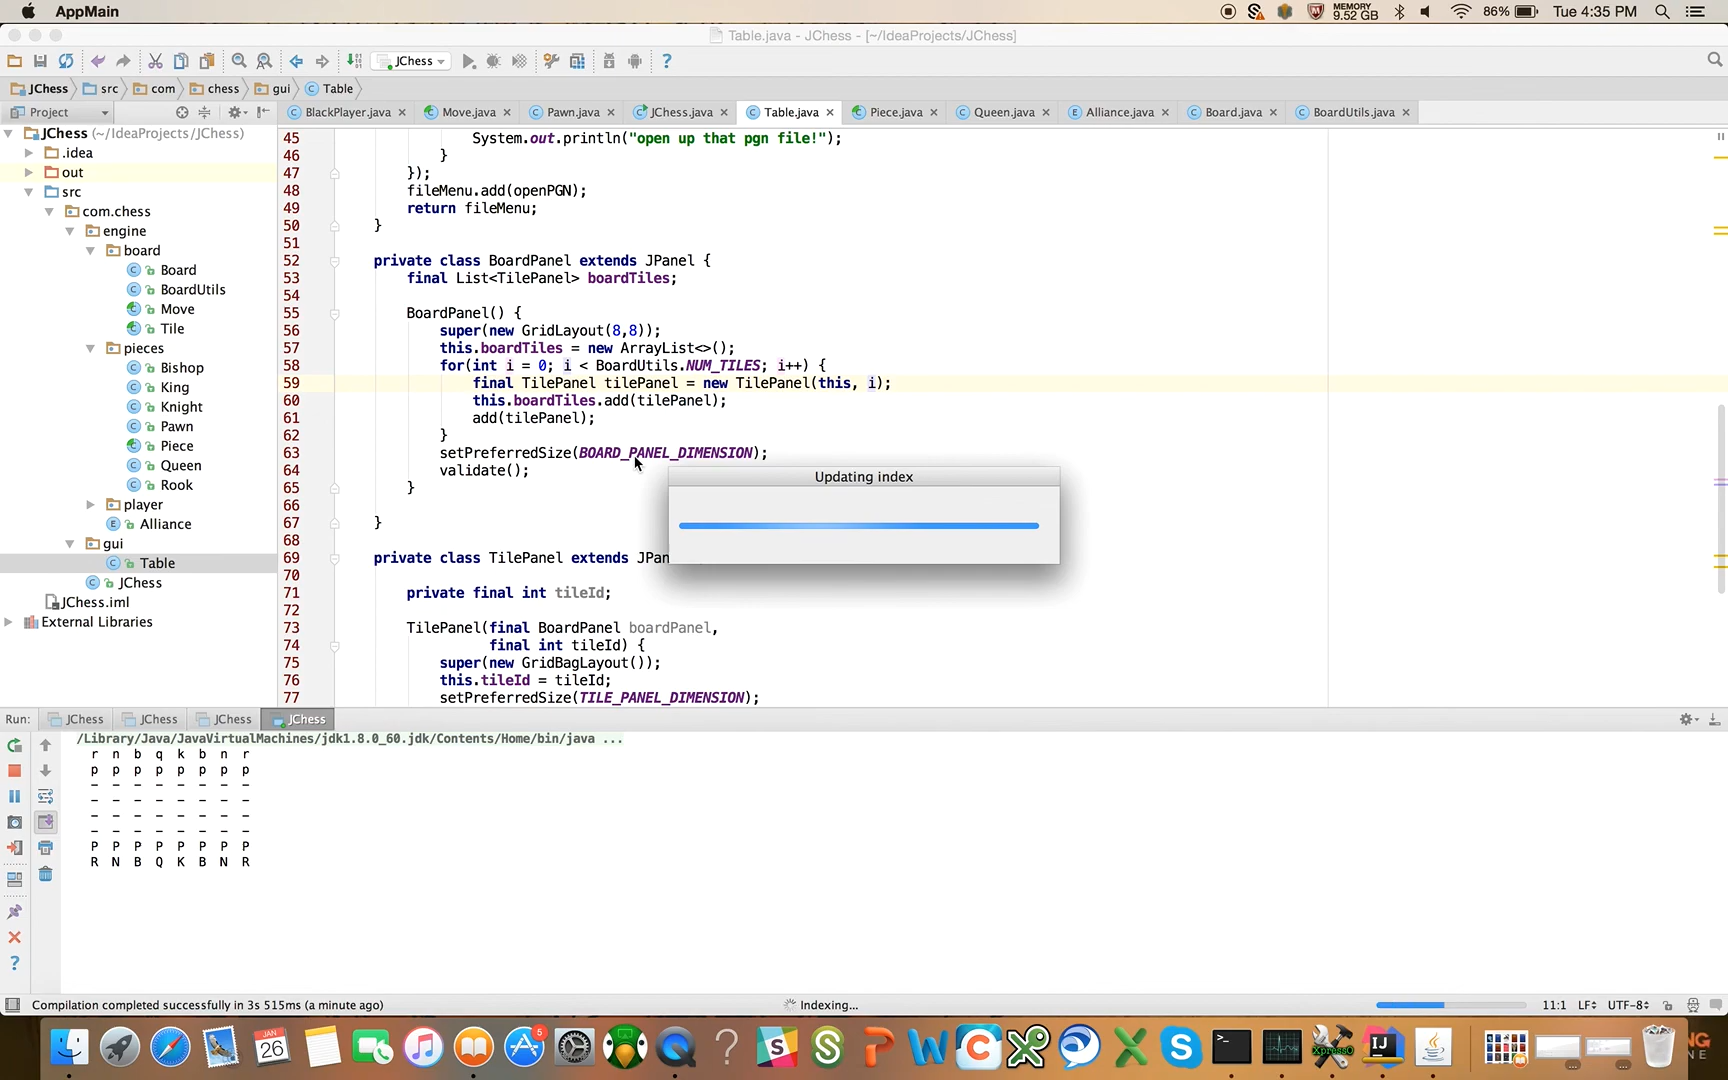 AppMain
MEMORY
9.52 GB
86%
Tue 4:35 PM
Table.java - JChess - [~/IdeaProjects/JChess]
JChess
JChess
src
com
chess
gui
Table
Project
BlackPlayer.java
Move.java
Pawn.java
JChess.java
Table.java
Piece.java
Queen.java
Alliance.java
Board.java
BoardUtils.java
JChess (~/IdeaProjects/JChess)
.idea
out
src
com.chess
engine
board
Board
BoardUtils
Move
Tile
pieces
Bishop
King
Knight
Pawn
Piece
Queen
Rook
player
Alliance
gui
Table
JChess
JChess.iml
External Libraries
45 System.out.println("open up that pgn file!");
46 }
47 });
48 fileMenu.add(openPGN);
49 return fileMenu;
50 }
51
52 private class BoardPanel extends JPanel {
53 final List<TilePanel> boardTiles;
54
55 BoardPanel() {
56 super(new GridLayout(8,8));
57 this.boardTiles = new ArrayList<>();
58 for(int i = 0; i < BoardUtils.NUM_TILES; i++) {
59 final TilePanel tilePanel = new TilePanel(this, i);
60 this.boardTiles.add(tilePanel);
61 add(tilePanel);
62 }
63 setPreferredSize(BOARD_PANEL_DIMENSION);
64 validate();
65 }
66
67 }
68
69 private class TilePanel extends JPan
70
71 private final int tileId;
72
73 TilePanel(final BoardPanel boardPanel,
74 final int tileId) {
75 super(new GridBagLayout());
76 this.tileId = tileId;
77 setPreferredSize(TILE_PANEL_DIMENSION);
Updating index
Run:
JChess
JChess
JChess
JChess
/Library/Java/JavaVirtualMachines/jdk1.8.0_60.jdk/Contents/Home/bin/java ...
r n b q k b n r
p p p p p p p p
- - - - - - - -
- - - - - - - -
- - - - - - - -
- - - - - - - -
P P P P P P P P
R N B Q K B N R
Compilation completed successfully in 3s 515ms (a minute ago)
Indexing...
11:1
LF
UTF-8
JAN
26
5